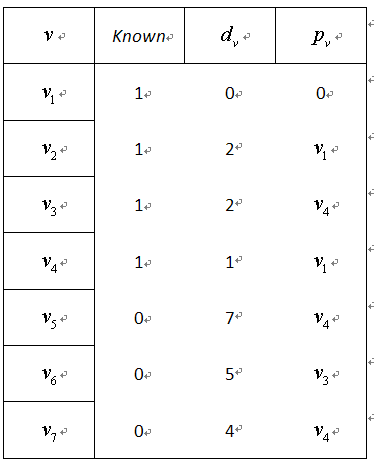 v Known d_v p_v
v_1 1 0 0
v_2 1 2 v_1
v_3 1 2 v_4
v_4 1 1 v_1
v_5 0 7 v_4
v_6 0 5 v_3
v_7 0 4 v_4